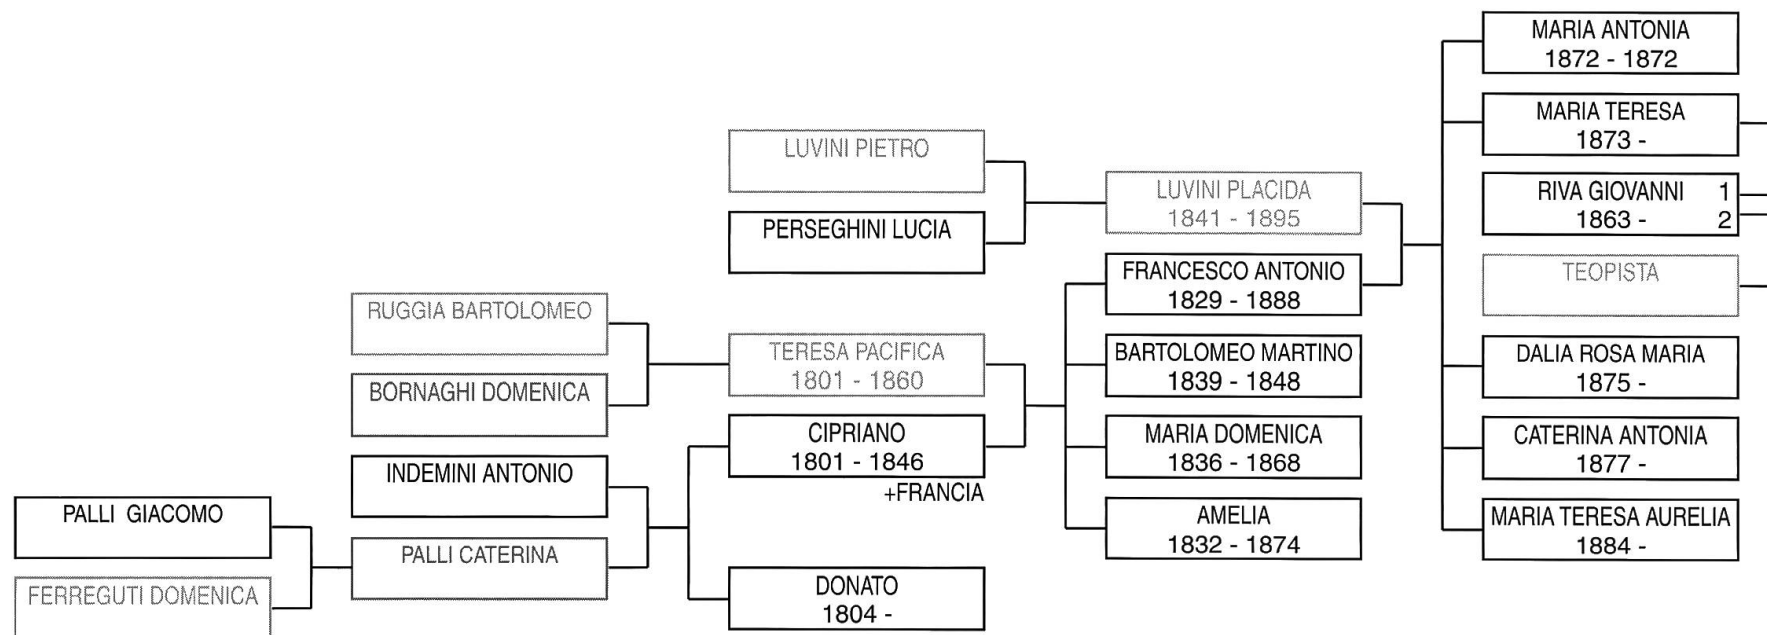 PALLI GIACOMO
FERREGUTI DOMENICA
RUGGIA BARTOLOMEO
BORNAGHI DOMENICA
INDEMINI ANTONIO
PALLI CATERINA
LUVINI PIETRO
PERSEGHINI LUCIA
TERESA PACIFICA
1801 - 1860
CIPRIANO
1801 - 1846
+FRANCIA
DONATO
1804 -
LUVINI PLACIDA
1841 - 1895
FRANCESCO ANTONIO
1829 - 1888
BARTOLOMEO MARTINO
1839 - 1848
MARIA DOMENICA
1836 - 1868
AMELIA
1832 - 1874
MARIA ANTONIA
1872 - 1872
MARIA TERESA
1873 -
RIVA GIOVANNI 1
1863 - 2
TEOPISTA
DALIA ROSA MARIA
1875 -
CATERINA ANTONIA
1877 -
MARIA TERESA AURELIA
1884 -